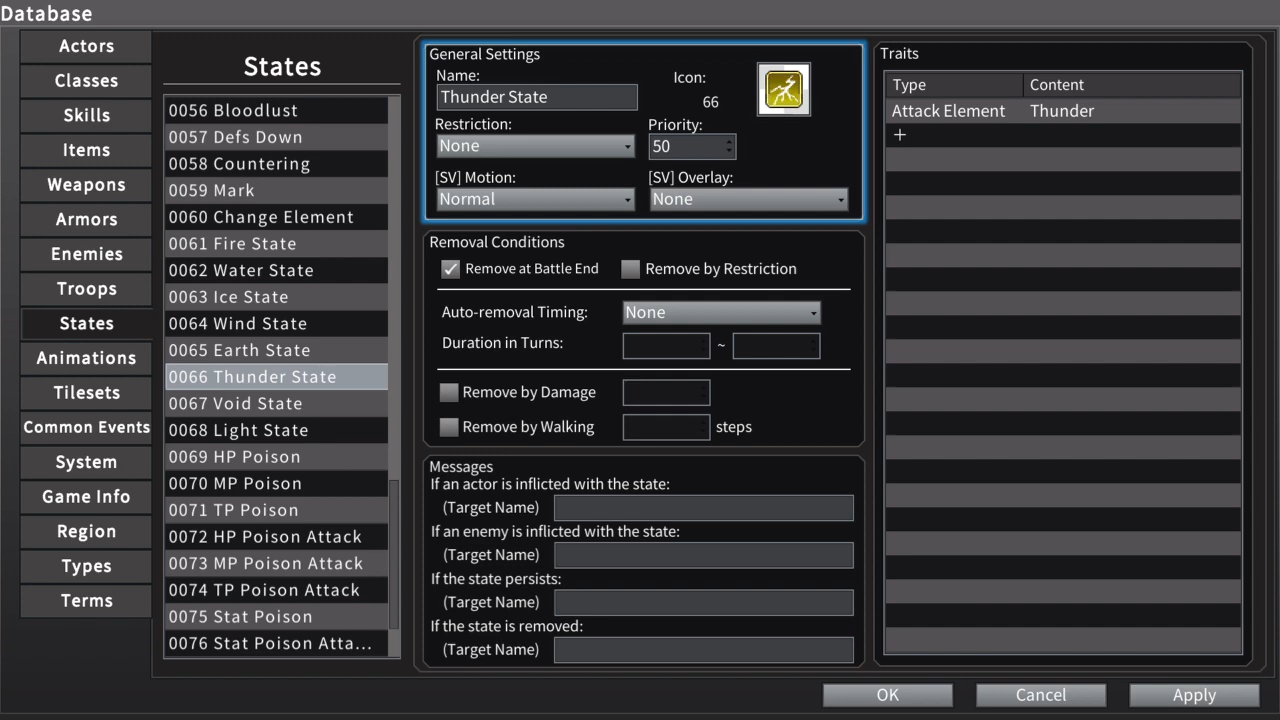 Database
Actors
Classes
Skills
Items
Weapons
Armors
Enemies
Troops
States
Animations
Tilesets
Common Events
System
Game Info
Region
Types
Terms
States
0056 Bloodlust
0057 Defs Down
0058 Countering
0059 Mark
0060 Change Element
0061 Fire State
0062 Water State
0063 Ice State
0064 Wind State
0065 Earth State
0066 Thunder State
0067 Void State
0068 Light State
0069 HP Poison
0070 MP Poison
0071 TP Poison
0072 HP Poison Attack
0073 MP Poison Attack
0074 TP Poison Attack
0075 Stat Poison
0076 Stat Poison Atta...
General Settings
Name:
Thunder State
Icon:
66
Restriction:
None
Priority:
50
[SV] Motion:
Normal
[SV] Overlay:
None
Removal Conditions
Remove at Battle End
Remove by Restriction
Auto-removal Timing:
None
Duration in Turns:
~
Remove by Damage
Remove by Walking
steps
Messages
If an actor is inflicted with the state:
(Target Name)
If an enemy is inflicted with the state:
(Target Name)
If the state persists:
(Target Name)
If the state is removed:
(Target Name)
Traits
Type Content
Attack Element Thunder
+
OK
Cancel
Apply